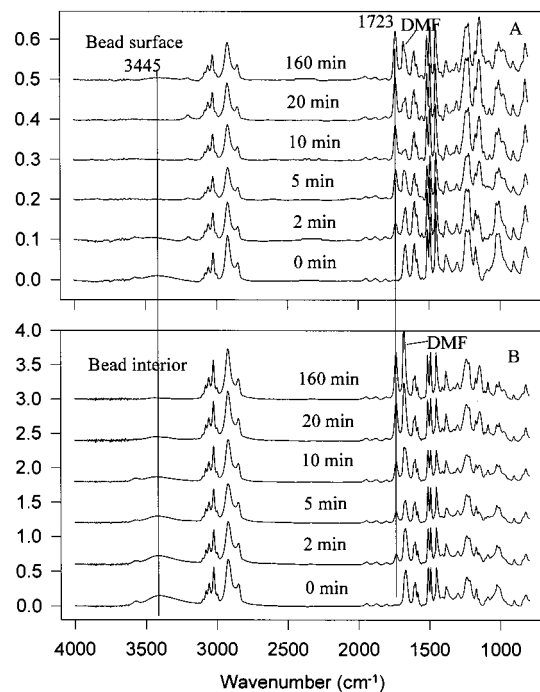 1723
DMF
A
0.6
Bead surface
3445
160 min
0.5
20 min
0.4
10 min
0.3
5 min
0.2
2 min
0.1
0 min
0.0
4.0
B
DMF
3.5
Bead interior
160 min
3.0
2.5
20 min
2.0
10 min
1.5
5 min
1.0
2 min
0.5
0 min
0.0
4000 3500 3000 2500 2000 1500 1000
Wavenumber (cm-1)